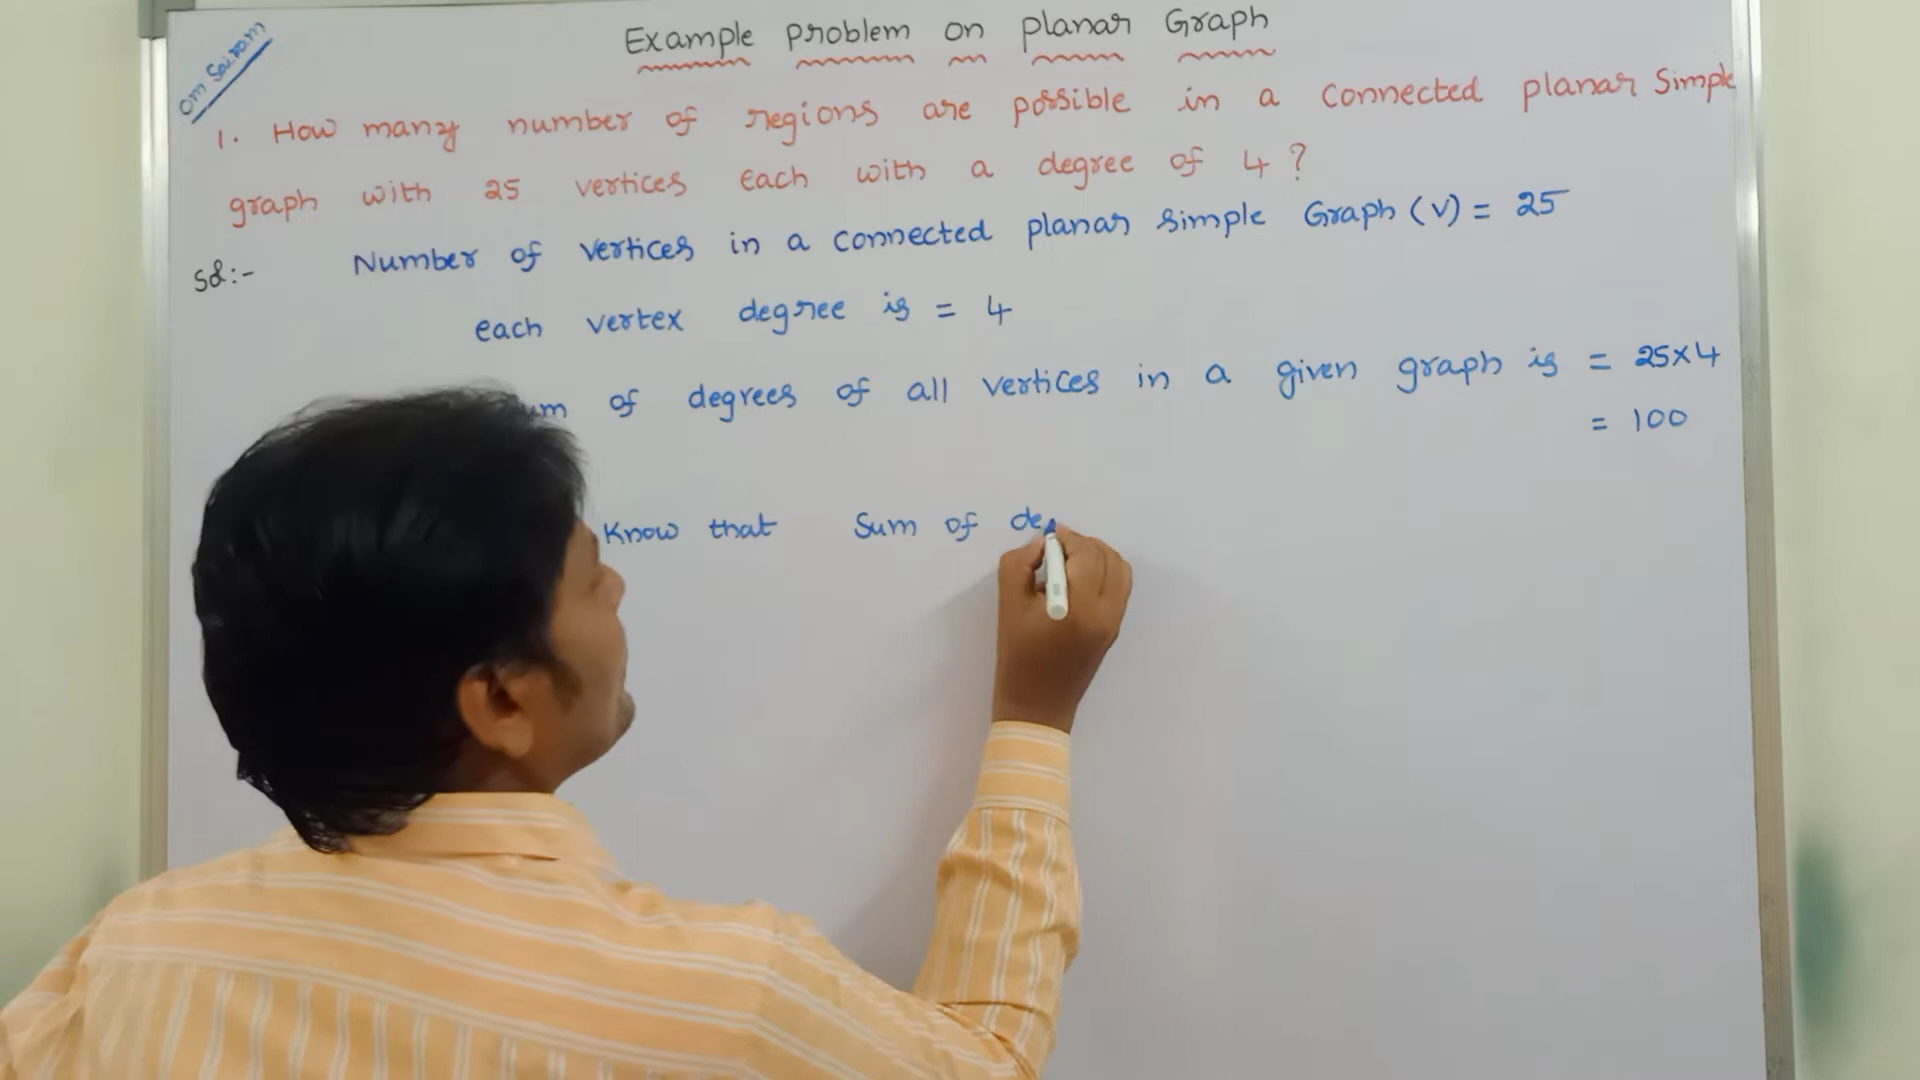 Om Sairam
Example problem on planar Graph
1. How many number of regions are possible in a connected planar Simple
graph with 25 vertices each with a degree of 4 ?
Sol:- Number of vertices in a connected planar simple Graph (V) = 25
each vertex degree is = 4
of degrees of all vertices in a given graph is = 25×4
= 100
Know that Sum of de